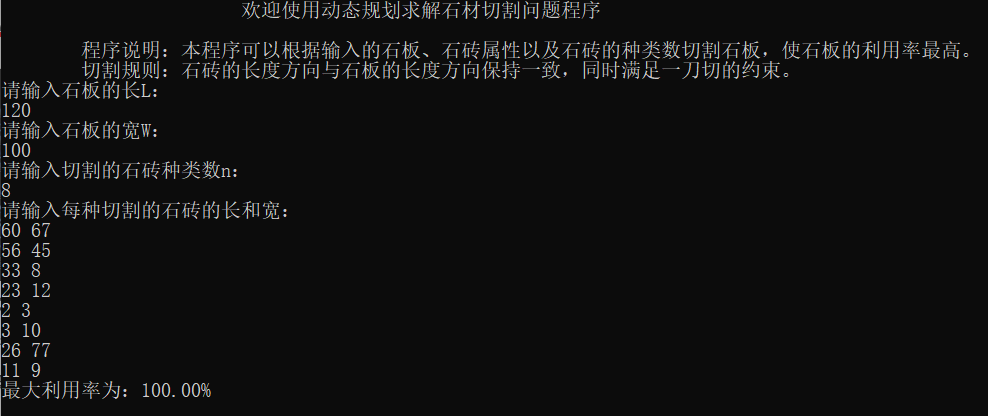 欢迎使用动态规划求解石材切割问题程序
程序说明：本程序可以根据输入的石板、石砖属性以及石砖的种类数切割石板，使石板的利用率最高。
切割规则：石砖的长度方向与石板的长度方向保持一致，同时满足一刀切的约束。
请输入石板的长L：
120
请输入石板的宽W：
100
请输入切割的石砖种类数n：
8
请输入每种切割的石砖的长和宽：
60 67
56 45
33 8
23 12
2 3
3 10
26 77
11 9
最大利用率为：100.00%